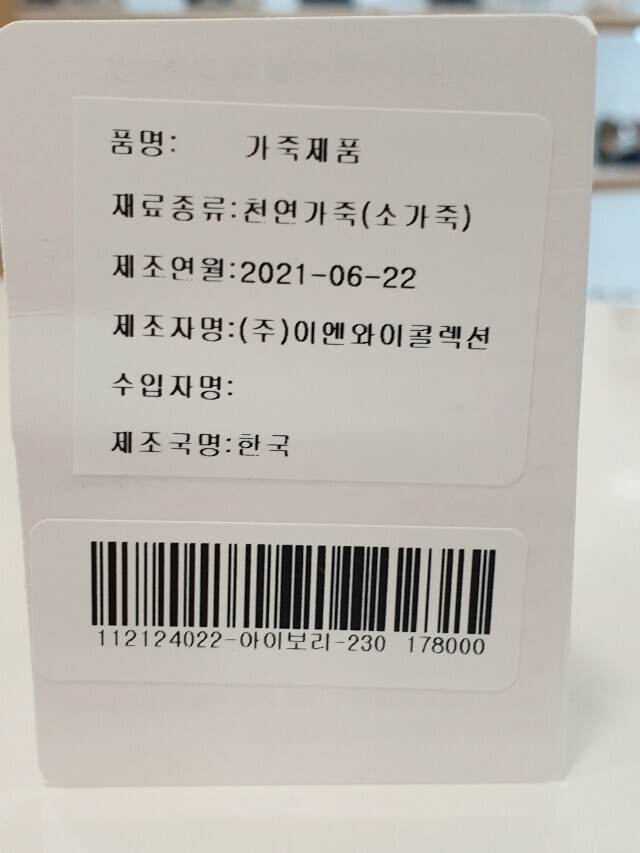 품명: 가죽제품
재료종류:천연가죽(소가죽)
제조연월:2021-06-22
제조자명:(주)이엔와이콜렉션
수입자명:
제조국명:한국
112124022-아이보리-230 178000